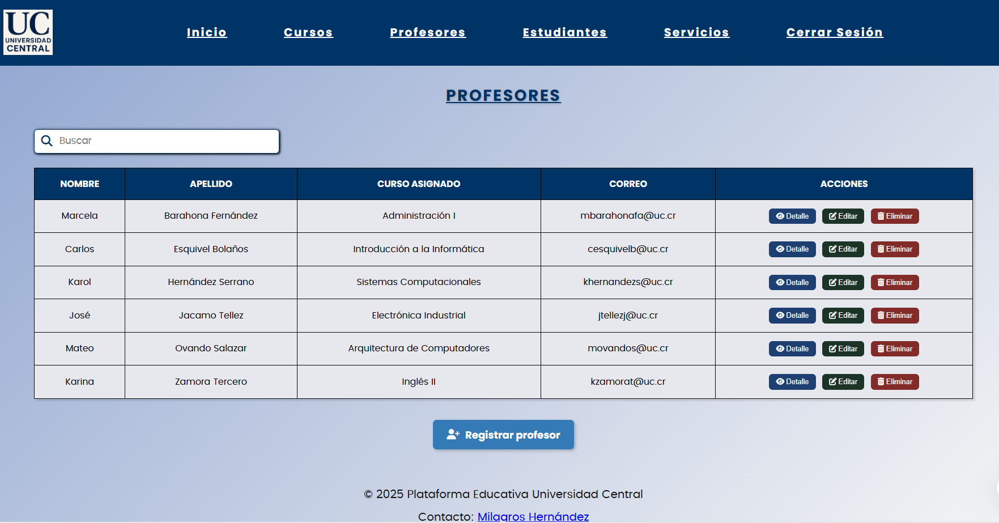 UC
UNIVERSIDAD
CENTRAL
Inicio Cursos Profesores Estudiantes Servicios Cerrar Sesión
PROFESORES
Buscar
NOMBRE APELLIDO CURSO ASIGNADO CORREO ACCIONES
Marcela Barahona Fernández Administración I mbarahonafa@uc.cr Detalle Editar Eliminar
Carlos Esquivel Bolaños Introducción a la Informática cesquivelb@uc.cr Detalle Editar Eliminar
Karol Hernández Serrano Sistemas Computacionales khernandezs@uc.cr Detalle Editar Eliminar
José Jacamo Tellez Electrónica Industrial jtellezj@uc.cr Detalle Editar Eliminar
Mateo Ovando Salazar Arquitectura de Computadores movandos@uc.cr Detalle Editar Eliminar
Karina Zamora Tercero Inglés II kzamorat@uc.cr Detalle Editar Eliminar
Registrar profesor
© 2025 Plataforma Educativa Universidad Central
Contacto: Milagros Hernández